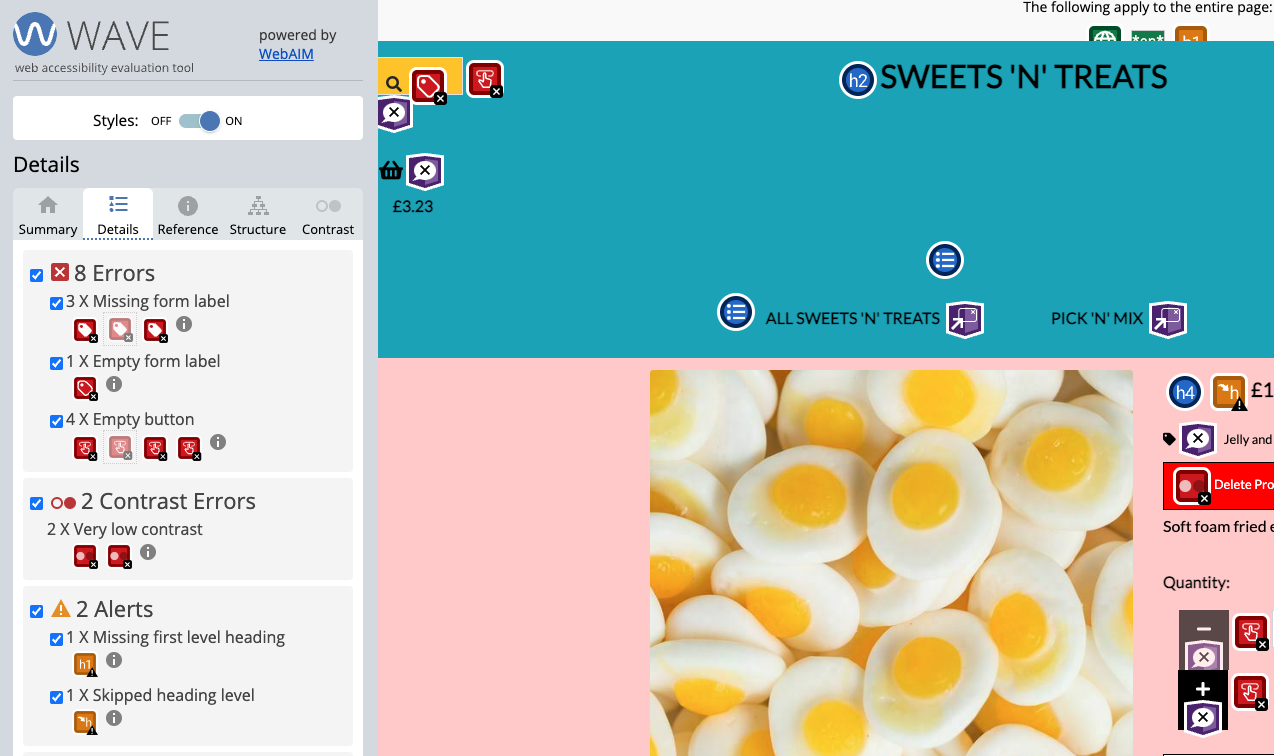 WAVE
powered by
WebAIM
web accessibility evaluation tool
Styles: OFF ON
Details
Summary Details Reference Structure Contrast
8 Errors
3 X Missing form label
1 X Empty form label
4 X Empty button
2 Contrast Errors
2 X Very low contrast
2 Alerts
1 X Missing first level heading
h1
1 X Skipped heading level
h
The following apply to the entire page:
*en* h1
h2 SWEETS 'N' TREATS
£3.23
ALL SWEETS 'N' TREATS PICK 'N' MIX
h4 h £1
Jelly and
Delete Pro
Soft foam fried e
Quantity:
−
+